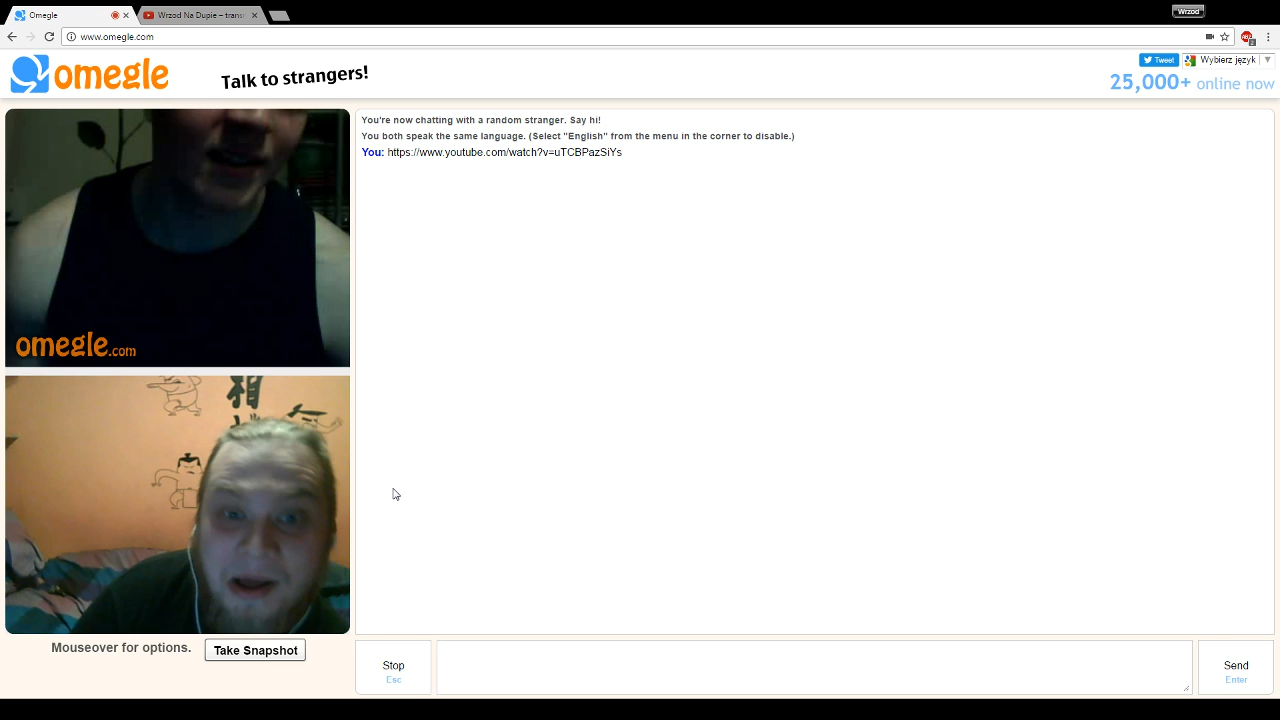 Omegle
Wrzod Na Dupie – trans
Wrzod
www.omegle.com
omegle
Talk to strangers!
Tweet
Wybierz język
25,000+ online now
You're now chatting with a random stranger. Say hi!
You both speak the same language. (Select "English" from the menu in the corner to disable.)
You: https://www.youtube.com/watch?v=uTCBPazSiYs
omegle.com
相
Mouseover for options.
Take Snapshot
Stop
Esc
Send
Enter